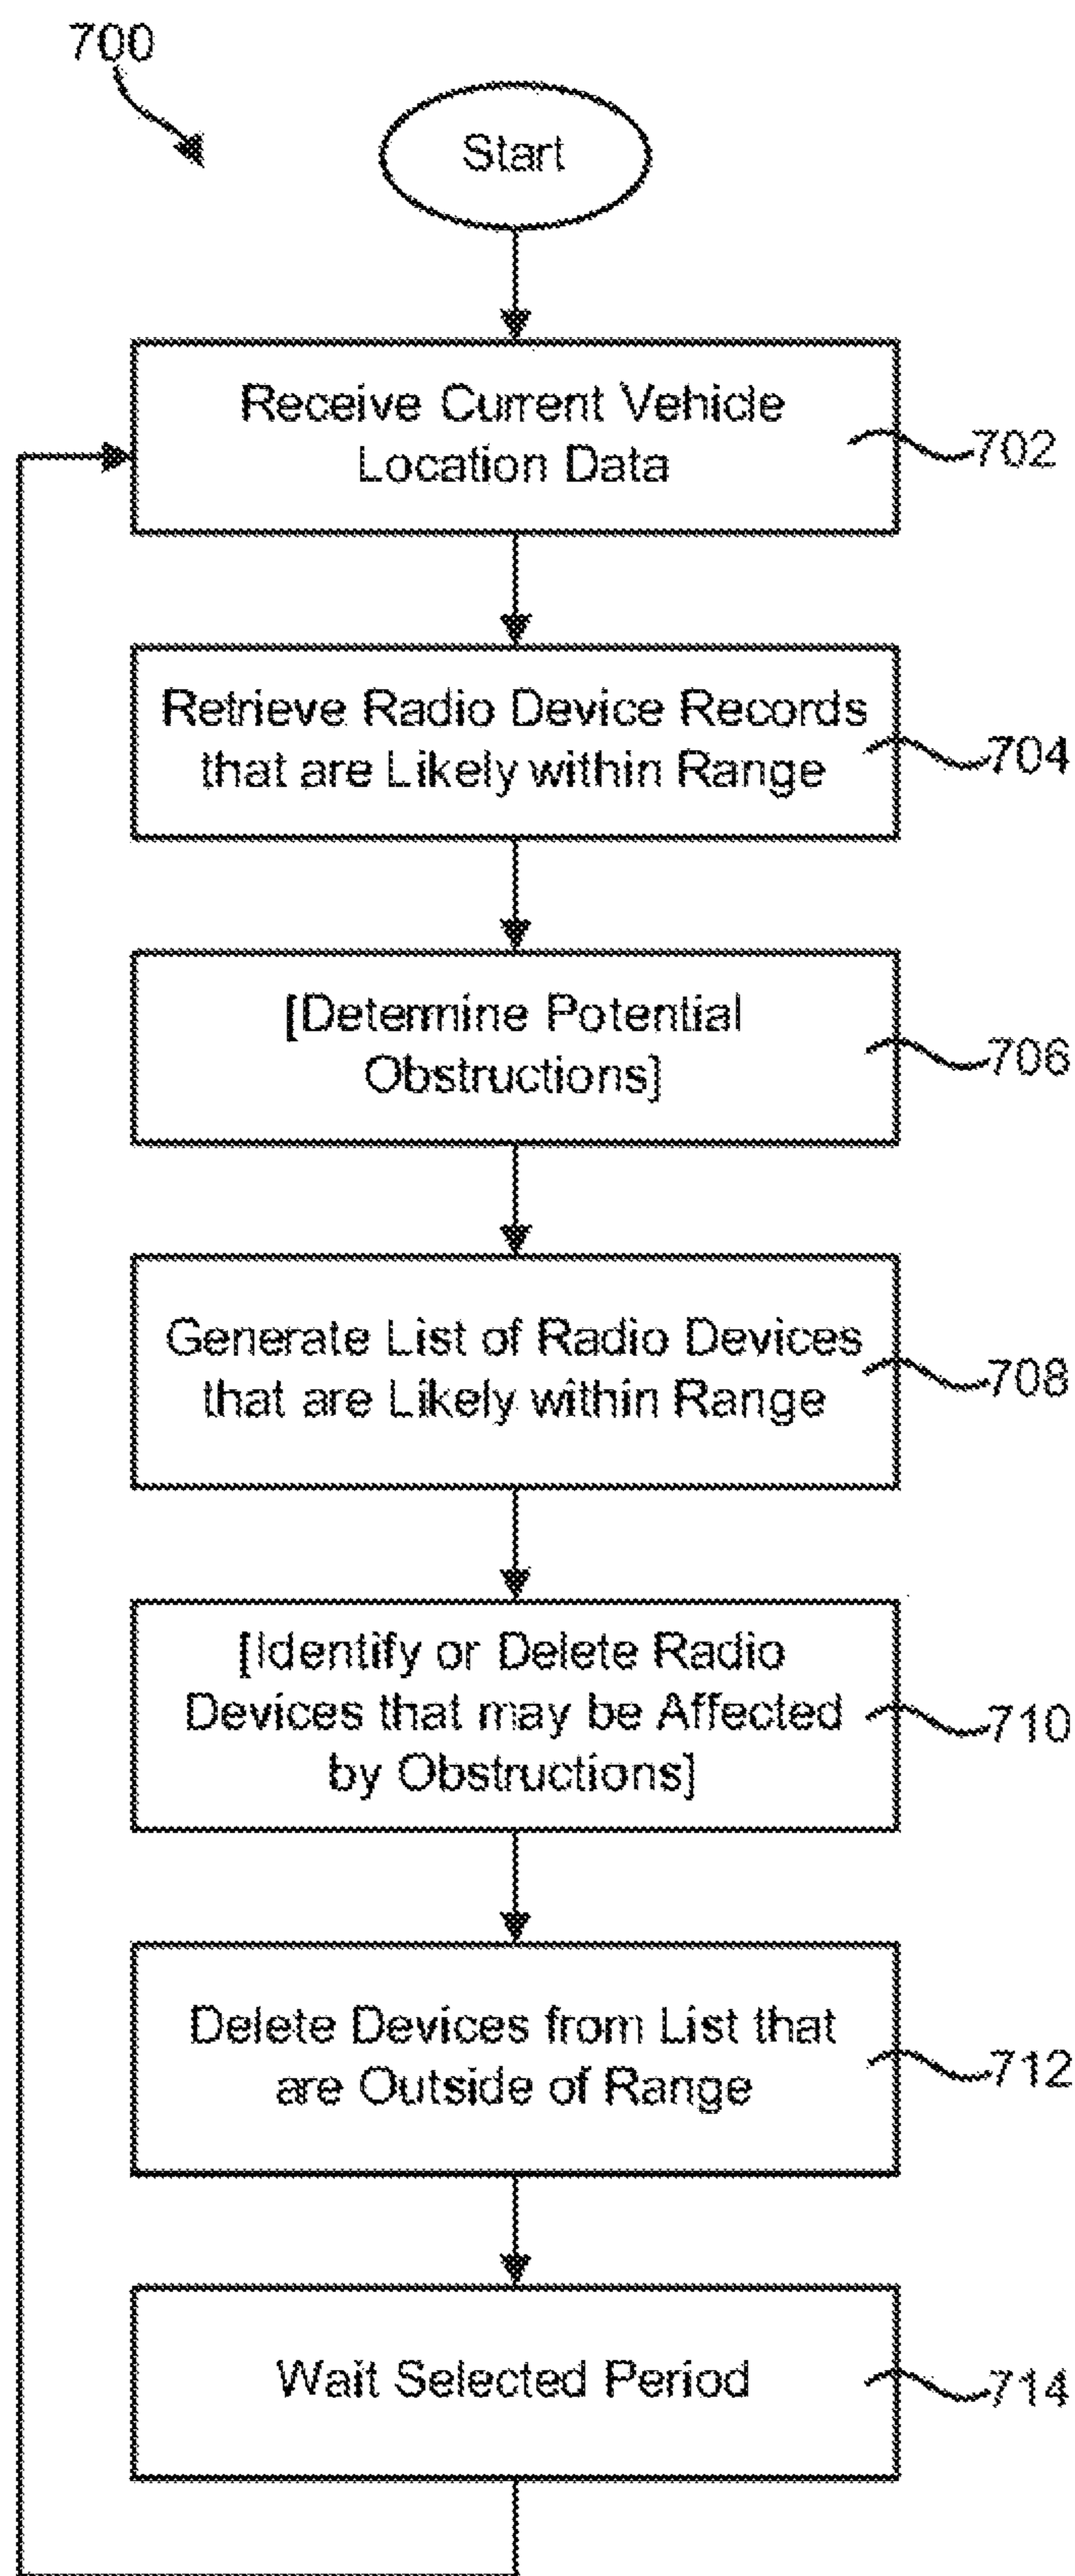 700
Start
Receive Current Vehicle
Location Data
702
Retrieve Radio Device Records
that are Likely within Range
704
[Determine Potential
Obstructions]
706
Generate List of Radio Devices
that are Likely within Range
708
[Identify or Delete Radio
Devices that may be Affected
by Obstructions]
710
Delete Devices from List that
are Outside of Range
712
Wait Selected Period
714